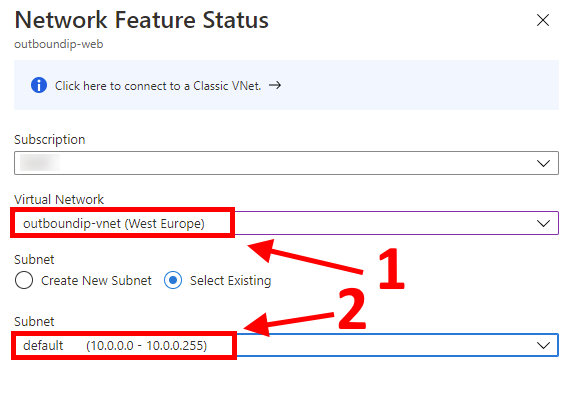 Network Feature Status
outboundip-web
Click here to connect to a Classic VNet. →
Subscription
Virtual Network
outboundip-vnet (West Europe)
1
Subnet
Create New Subnet Select Existing
2
Subnet
default (10.0.0.0 - 10.0.0.255)